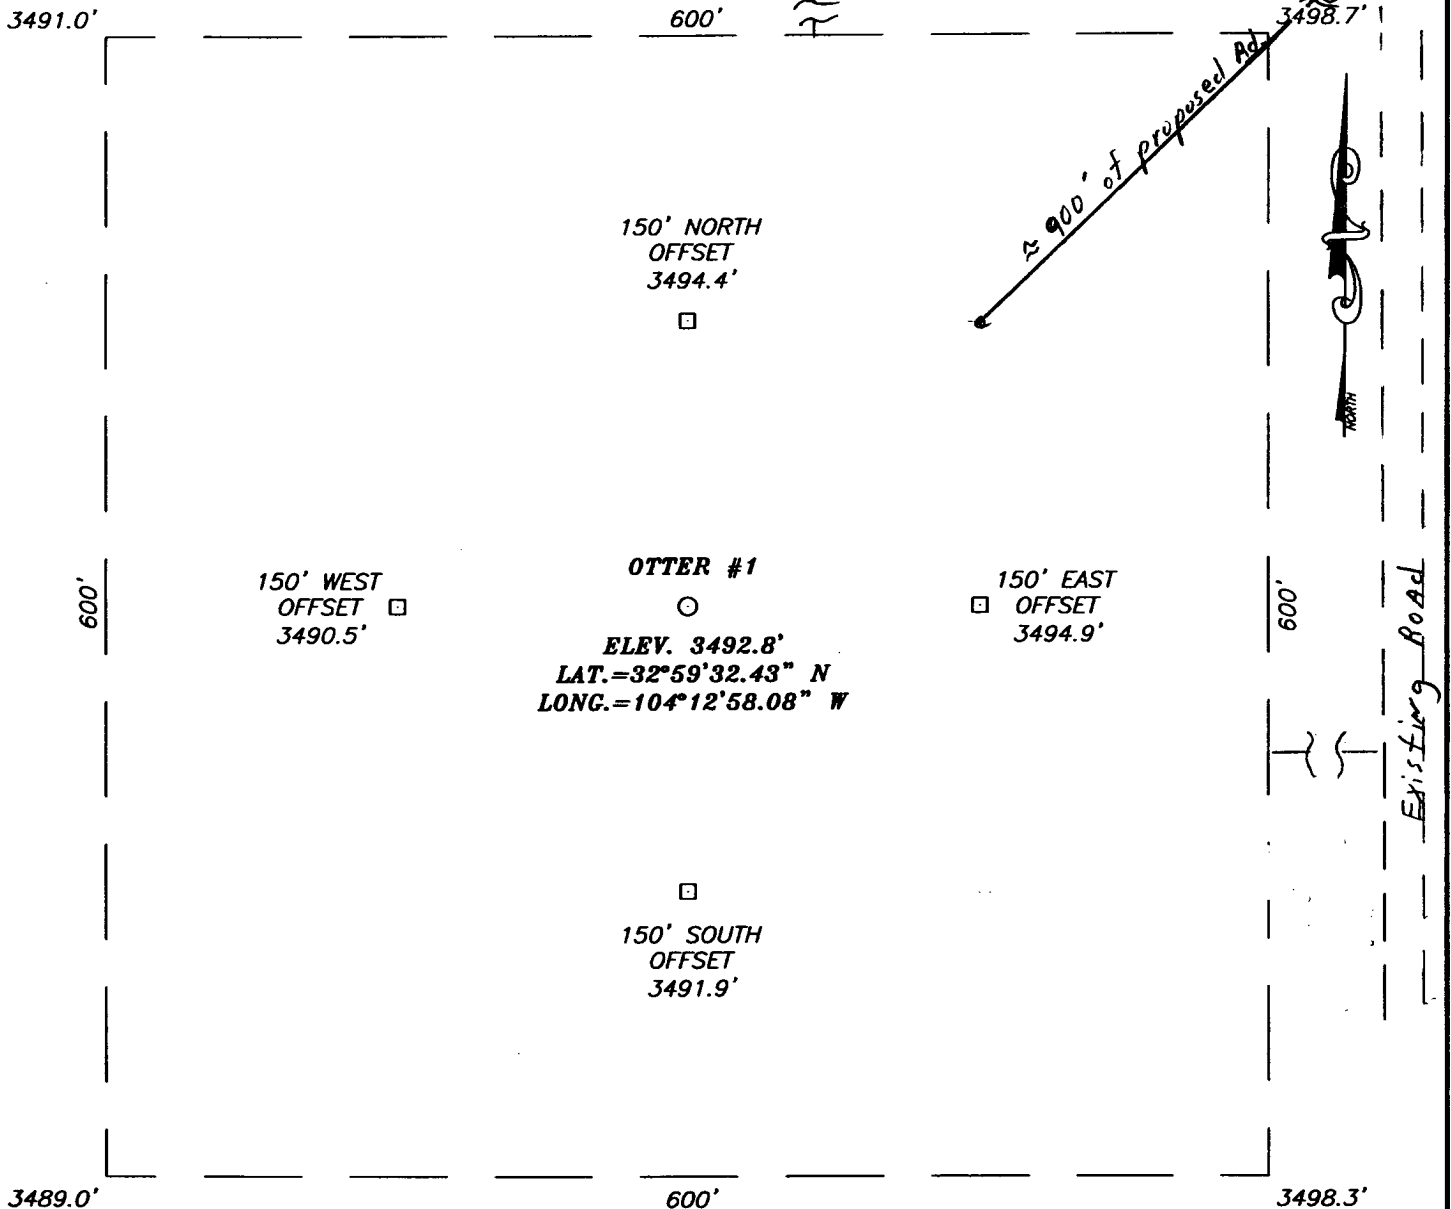 3491.0'
600'
3498.7'
≈ 900' of proposed Rd.
150' NORTH
OFFSET
3494.4'
NORTH
150' WEST
OFFSET
3490.5'
OTTER #1
150' EAST
OFFSET
3494.9'
600'
600'
ELEV. 3492.8'
LAT.=32°59'32.43" N
LONG.=104°12'58.08" W
Existing Road
150' SOUTH
OFFSET
3491.9'
3489.0'
600'
3498.3'